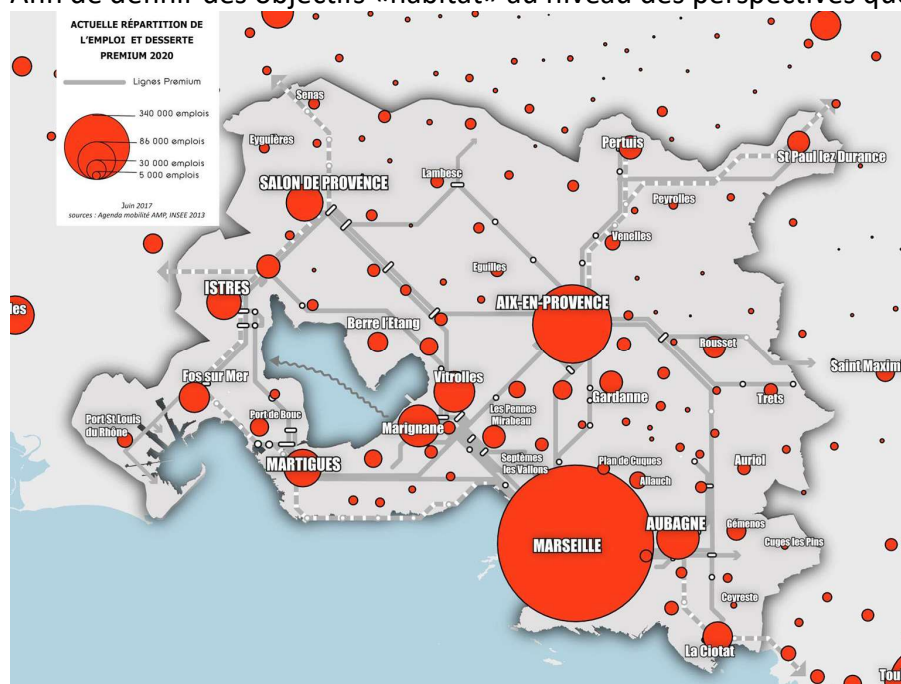 Afin de définir des objectifs «habitat» au niveau des perspectives que
ACTUELLE RÉPARTITION DE
L'EMPLOI ET DESSERTE
PREMIUM 2020
Lignes Premium
340 000 emplois
86 000 emplois
30 000 emplois
5 000 emplois
Juin 2017
sources : Agenda mobilité AMP, INSEE 2013
Senas
Eyguières
Pertuis
St Paul lez Durance
Lambesc
SALON DE PROVENCE
Peyrolles
Venelles
Eguilles
ISTRES
AIX-EN-PROVENCE
les
Berre l'Etang
Rousset
Saint Maximi
Fos sur Mer
Vitrolles
Gardanne
Trets
Les Pennes
Mirabeau
Port St Louis
du Rhône
Port de Bouc
Marignane
Septèmes
les Vallons
MARTIGUES
Plan de Cuques
Auriol
Allauch
AUBAGNE
Gémenos
MARSEILLE
Cuges les Pins
Ceyreste
La Ciotat
Tou